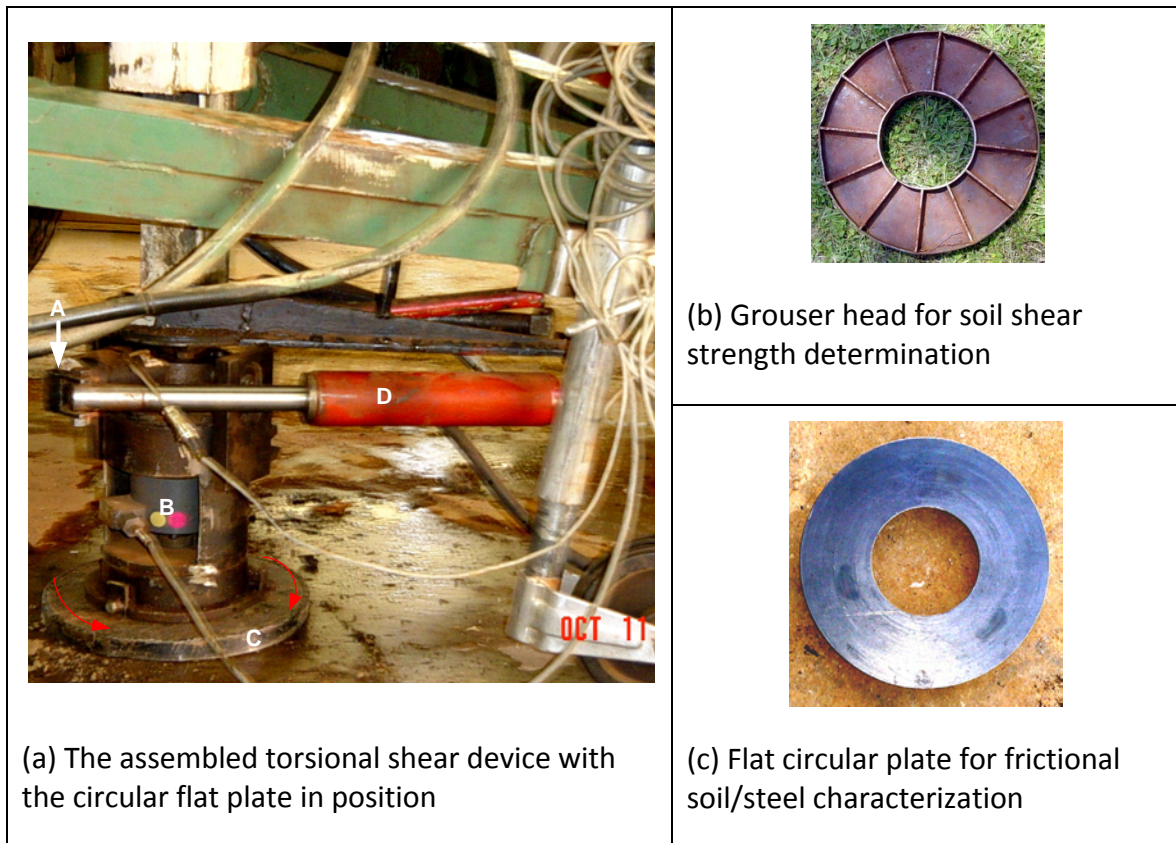 A
D
B
C
OCT 11
(a) The assembled torsional shear device with
the circular flat plate in position
(b) Grouser head for soil shear
strength determination
(c) Flat circular plate for frictional
soil/steel characterization